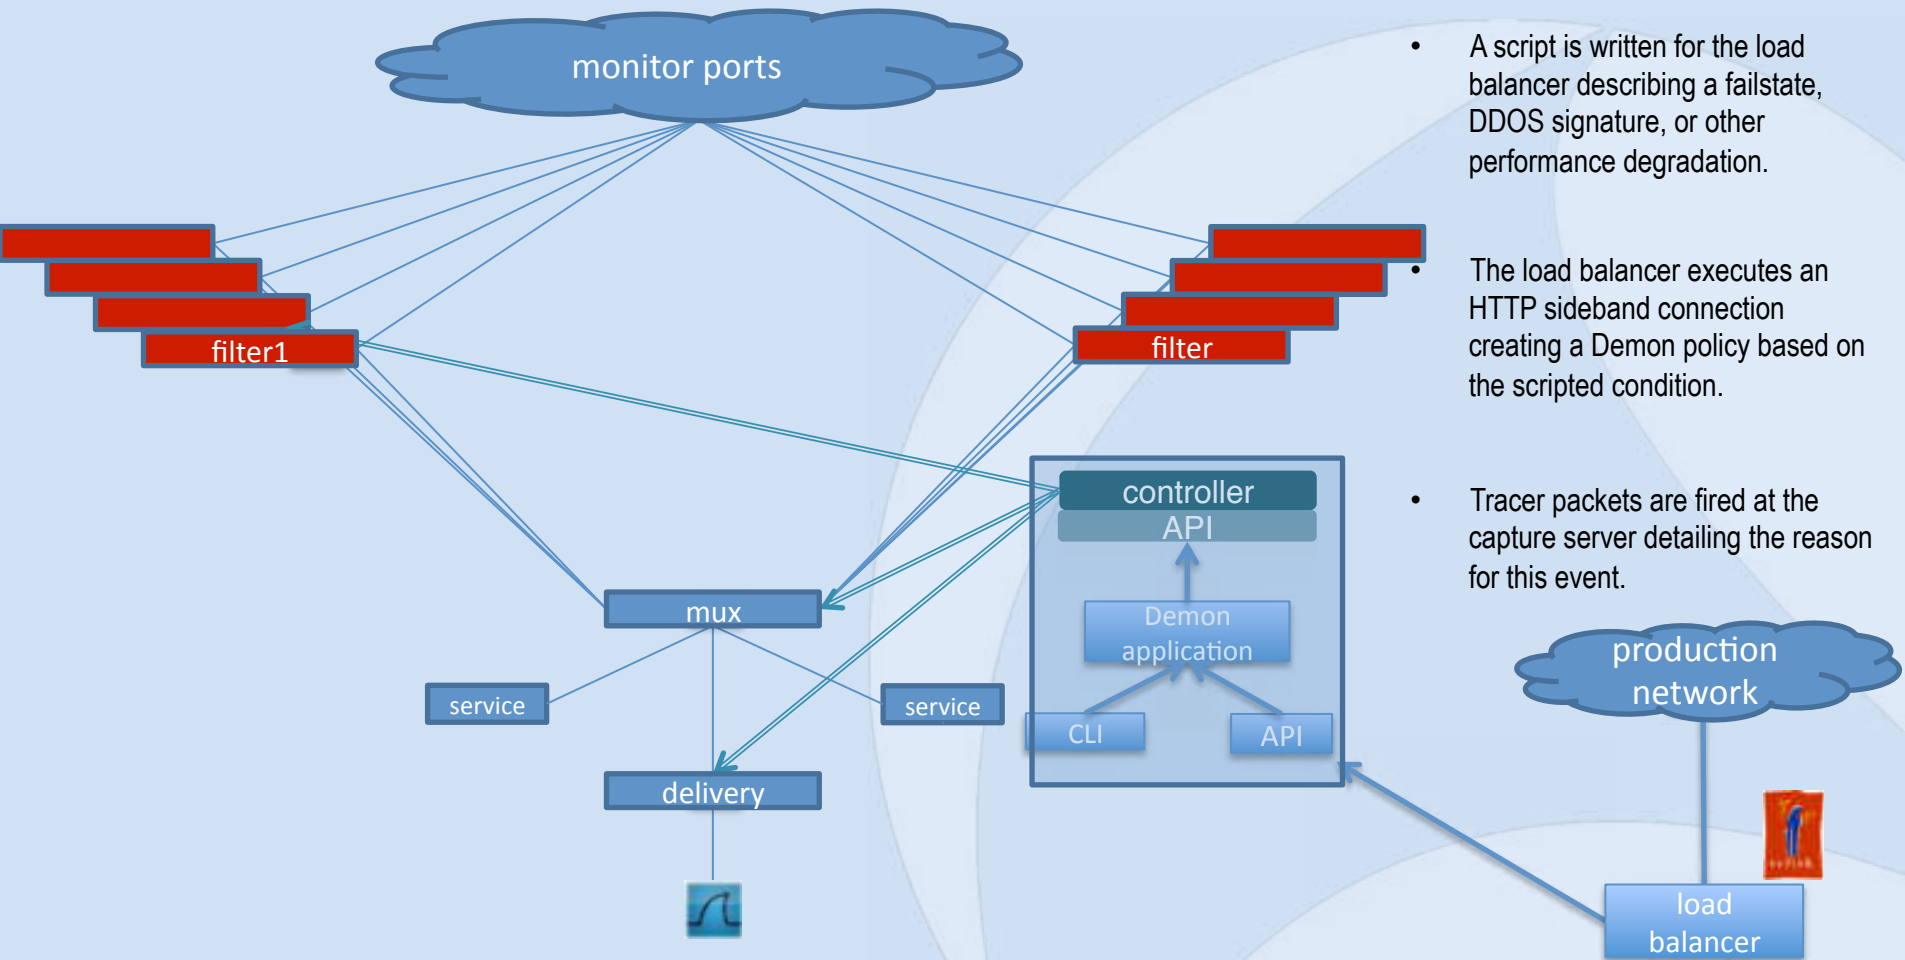 monitor ports
• A script is written for the load
balancer describing a failstate,
DDOS signature, or other
performance degradation.
• The load balancer executes an
HTTP sideband connection
creating a Demon policy based on
the scripted condition.
filter1
filter
controller
API
• Tracer packets are fired at the
capture server detailing the reason
for this event.
mux
Demon
application
service
service
CLI
API
production
network
delivery
load
balancer